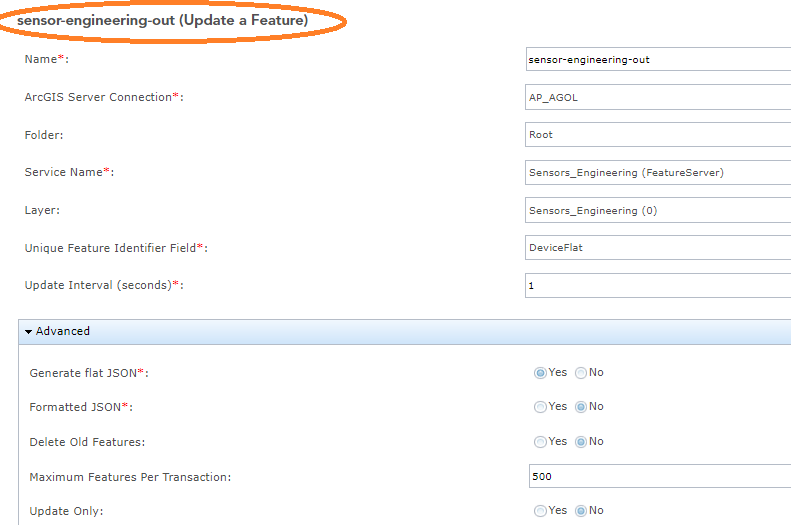 sensor-engineering-out (Update a Feature)
Name*: sensor-engineering-out
ArcGIS Server Connection*: AP_AGOL
Folder: Root
Service Name*: Sensors_Engineering (FeatureServer)
Layer: Sensors_Engineering (0)
Unique Feature Identifier Field*: DeviceFlat
Update Interval (seconds)*: 1
Advanced
Generate flat JSON*: Yes No
Formatted JSON*: Yes No
Delete Old Features: Yes No
Maximum Features Per Transaction: 500
Update Only: Yes No